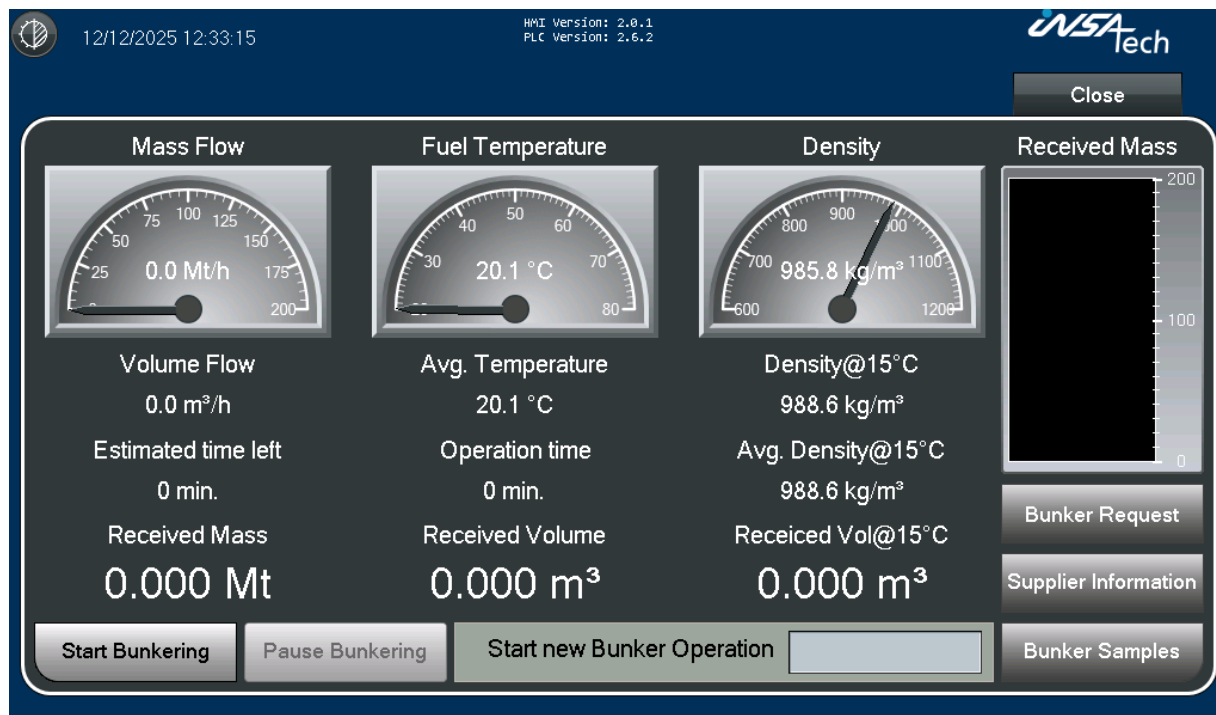 12/12/2025 12:33:15
HMI Version: 2.0.1
PLC Version: 2.6.2
iNSATech
Close
Mass Flow
Fuel Temperature
Density
Received Mass
25 50 75 100 125 150 175 200
0.0 Mt/h
30 40 50 60 70 80
20.1 °C
600 700 800 900 1100 1200
985.8 kg/m³
200
100
0
Volume Flow
Avg. Temperature
Density@15°C
0.0 m³/h
20.1 °C
988.6 kg/m³
Estimated time left
Operation time
Avg. Density@15°C
0 min.
0 min.
988.6 kg/m³
Received Mass
Received Volume
Receiced Vol@15°C
0.000 Mt
0.000 m³
0.000 m³
Bunker Request
Supplier Information
Bunker Samples
Start Bunkering
Pause Bunkering
Start new Bunker Operation